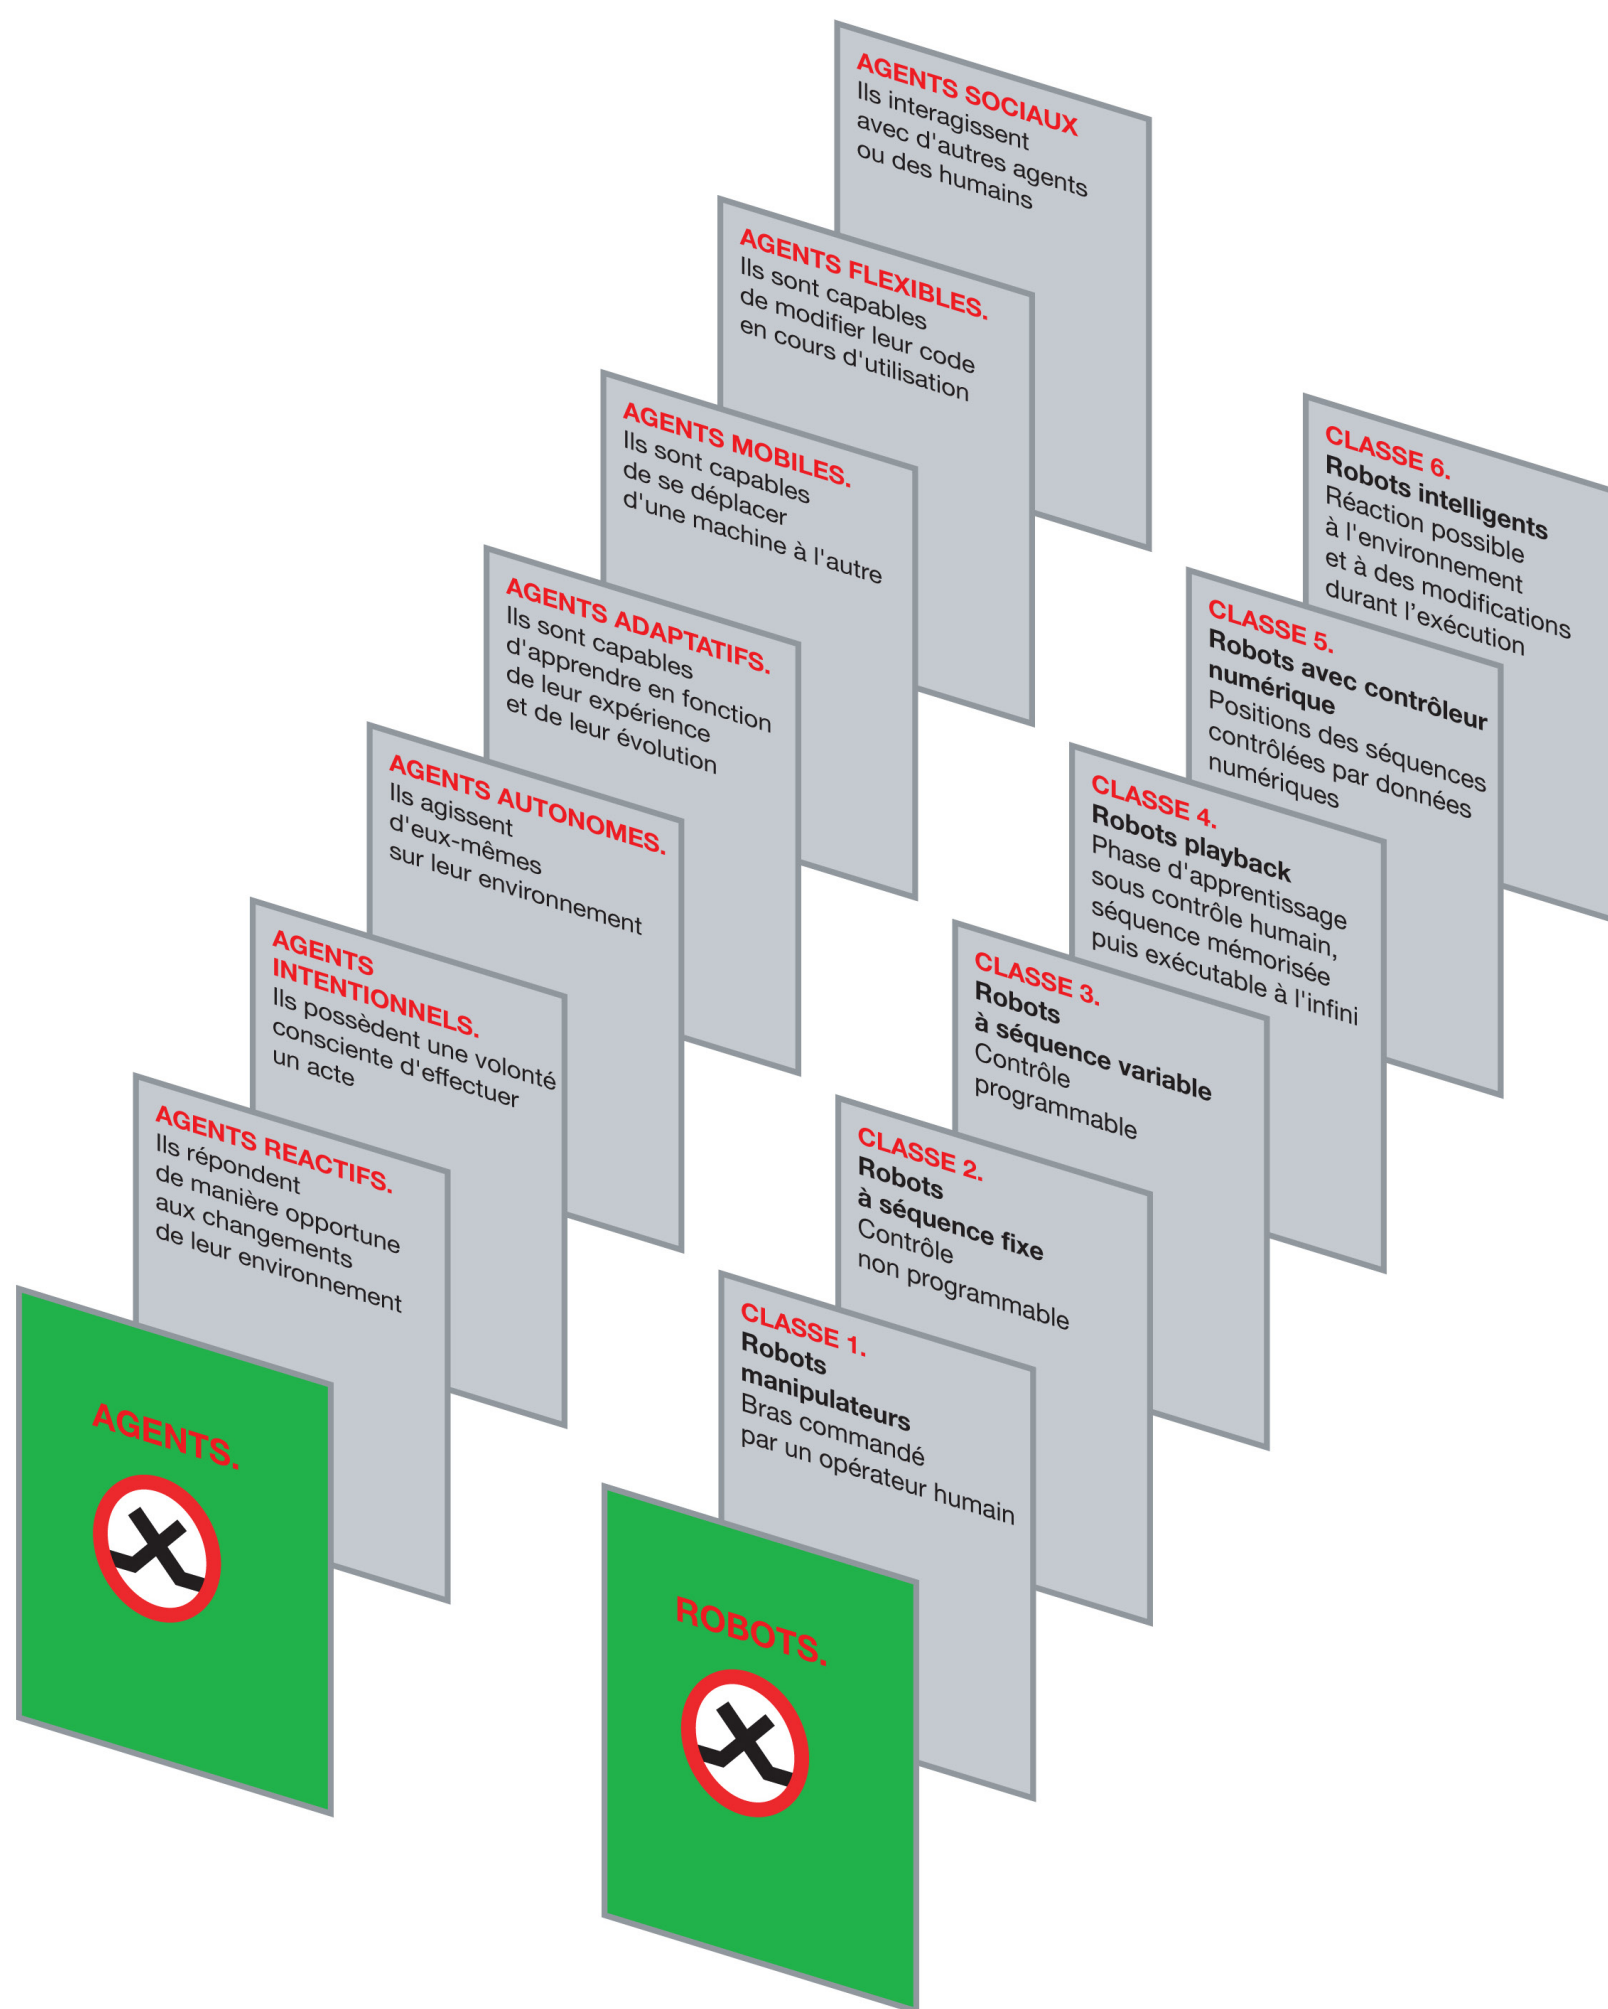 AGENTS.
AGENTS REACTIFS.
Ils répondent
de manière opportune
aux changements
de leur environnement
AGENTS
INTENTIONNELS.
Ils possèdent une volonté
consciente d'effectuer
un acte
AGENTS AUTONOMES.
Ils agissent
d'eux-mêmes
sur leur environnement
AGENTS ADAPTATIFS.
Ils sont capables
d'apprendre en fonction
de leur expérience
et de leur évolution
AGENTS MOBILES.
Ils sont capables
de se déplacer
d'une machine à l'autre
AGENTS FLEXIBLES.
Ils sont capables
de modifier leur code
en cours d'utilisation
AGENTS SOCIAUX
Ils interagissent
avec d'autres agents
ou des humains
ROBOTS.
CLASSE 1.
Robots
manipulateurs
Bras commandé
par un opérateur humain
CLASSE 2.
Robots
à séquence fixe
Contrôle
non programmable
CLASSE 3.
Robots
à séquence variable
Contrôle
programmable
CLASSE 4.
Robots playback
Phase d'apprentissage
sous contrôle humain,
séquence mémorisée
puis exécutable à l'infini
CLASSE 5.
Robots avec contrôleur
numérique
Positions des séquences
contrôlées par données
numériques
CLASSE 6.
Robots intelligents
Réaction possible
à l'environnement
et à des modifications
durant l’exécution